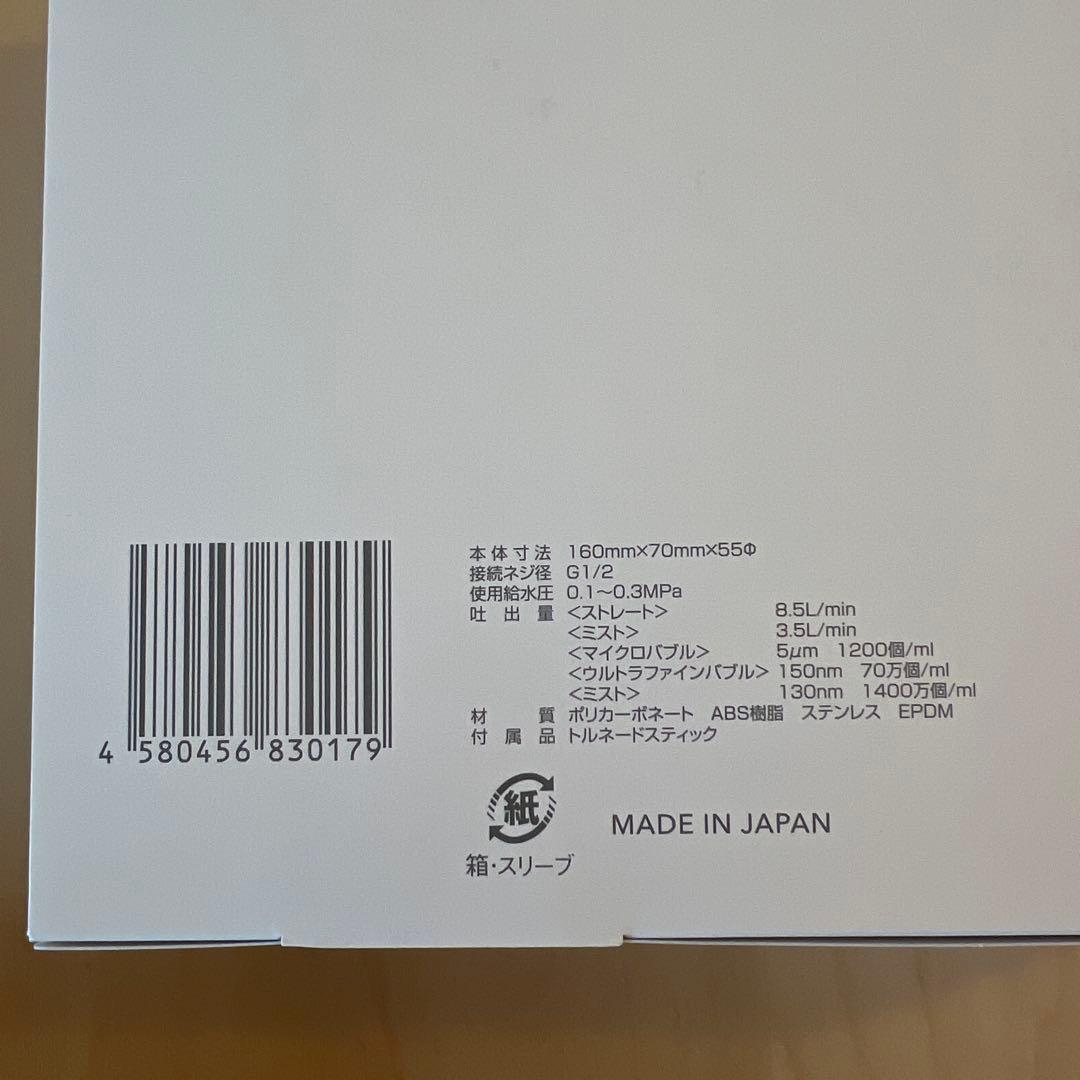 本体寸法 160mm×70mm×55Φ
接続ネジ径 G1/2
使用給水圧 0.1～0.3MPa
吐出量 <ストレート> 8.5L/min
<ミスト> 3.5L/min
<マイクロバブル> 5μm 1200個/ml
<ウルトラファインバブル> 150nm 70万個/ml
<ミスト> 130nm 1400万個/ml
材質 ポリカーボネート ABS樹脂 ステンレス EPDM
付属品 トルネードスティック
4 580456 830179
紙
箱・スリーブ
MADE IN JAPAN